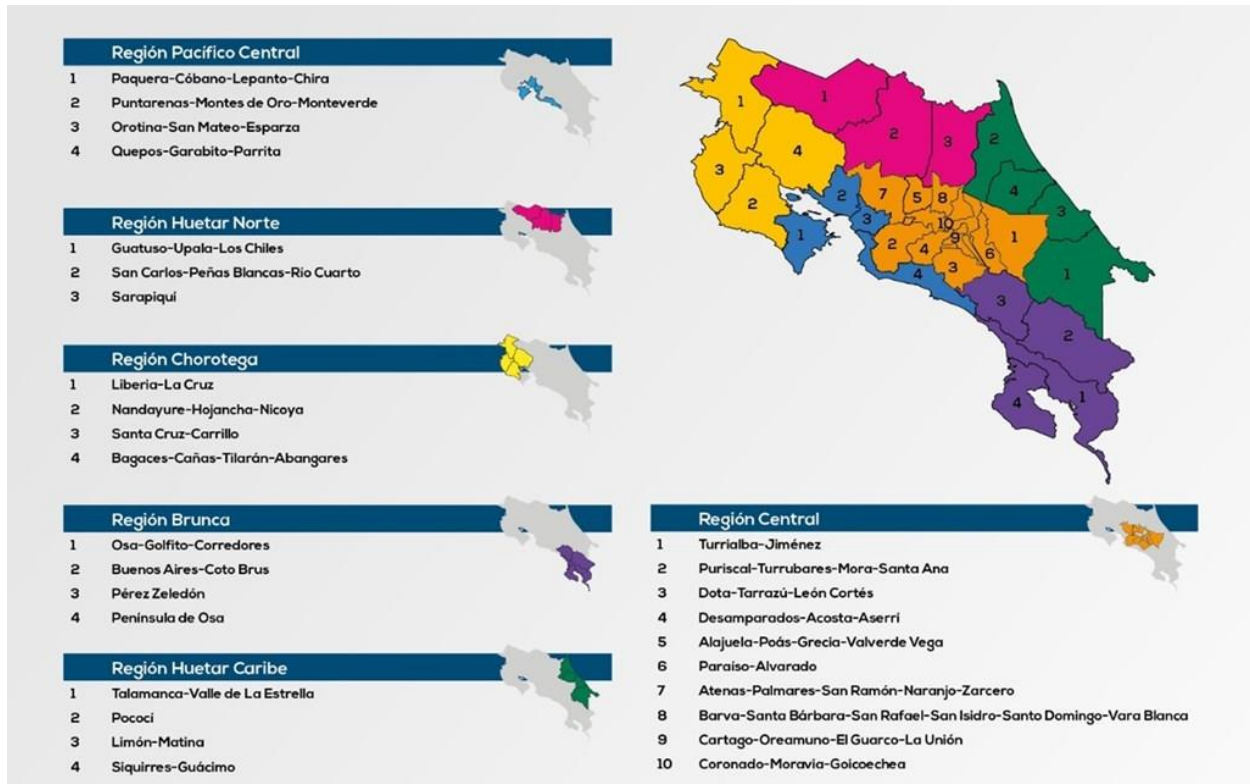 Región Pacífico Central
1 Paquera-Cóbano-Lepanto-Chira
2 Puntarenas-Montes de Oro-Monteverde
3 Orotina-San Mateo-Esparza
4 Quepos-Garabito-Parrita
Región Huetar Norte
1 Guatuso-Upala-Los Chiles
2 San Carlos-Peñas Blancas-Río Cuarto
3 Sarapiquí
Región Chorotega
1 Liberia-La Cruz
2 Nandayure-Hojancha-Nicoya
3 Santa Cruz-Carrillo
4 Bagaces-Cañas-Tilarán-Abangares
Región Brunca
1 Osa-Golfito-Corredores
2 Buenos Aires-Coto Brus
3 Pérez Zeledón
4 Península de Osa
Región Huetar Caribe
1 Talamanca-Valle de La Estrella
2 Pococí
3 Limón-Matina
4 Siquirres-Guácimo
1
1
2
3
2
4
3
4
2
3
1
2
1
3
4
7
5
8
10
9
2
4
3
6
1
2
4
3
1
3
2
4
1
Región Central
1 Turrialba-Jiménez
2 Puriscal-Turrubares-Mora-Santa Ana
3 Dota-Tarrazú-León Cortés
4 Desamparados-Acosta-Aserrí
5 Alajuela-Poás-Grecia-Valverde Vega
6 Paraíso-Alvarado
7 Atenas-Palmares-San Ramón-Naranjo-Zarcero
8 Barva-Santa Bárbara-San Rafael-San Isidro-Santo Domingo-Vara Blanca
9 Cartago-Oreamuno-El Guarco-La Unión
10 Coronado-Moravia-Goicoechea